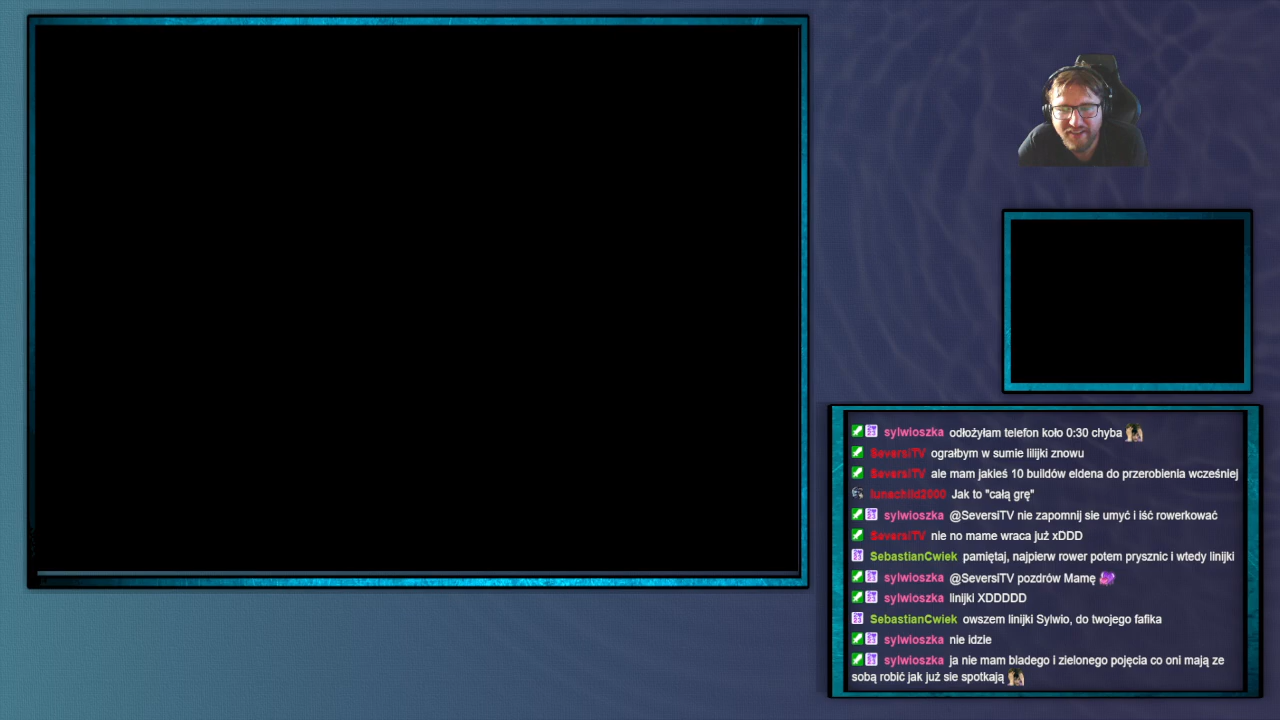 sylwioszka odłożyłam telefon koło 0:30 chyba
SeversiTV ograłbym w sumie lilijki znowu
SeversiTV ale mam jakieś 10 buildów eldena do przerobienia wcześniej
lunachild2000 Jak to "całą grę"
sylwioszka @SeversiTV nie zapomnij sie umyć i iść rowerkować
SeversiTV nie no mame wraca już xDDD
SebastianCwiek pamiętaj, najpierw rower potem prysznic i wtedy linijki
sylwioszka @SeversiTV pozdrów Mamę
sylwioszka linijki XDDDDD
SebastianCwiek owszem linijki Sylwio, do twojego fafika
sylwioszka nie idzie
sylwioszka ja nie mam bladego i zielonego pojęcia co oni mają ze
sobą robić jak już sie spotkają